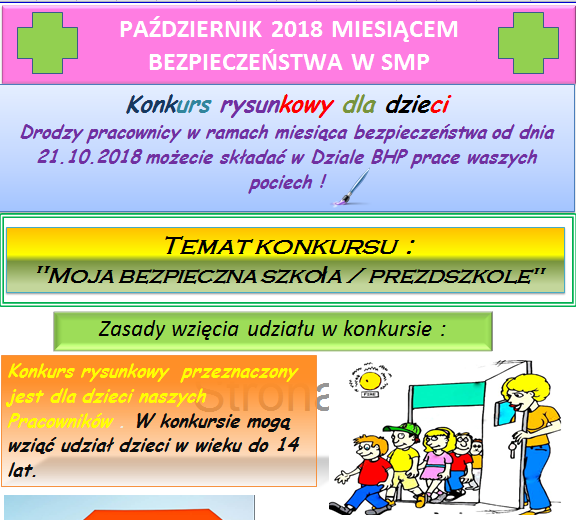 PAŹDZIERNIK 2018 MIESIĄCEM
BEZPIECZEŃSTWA W SMP
Konkurs rysunkowy dla dzieci
Drodzy pracownicy w ramach miesiąca bezpieczeństwa od dnia
21.10.2018 możecie składać w Dziale BHP prace waszych
pociech !
TEMAT KONKURSU :
"MOJA BEZPIECZNA SZKOłA / PREZDSZKOLE"
Zasady wzięcia udziału w konkursie :
Konkurs rysunkowy przeznaczony
jest dla dzieci naszych
Pracowników . W konkursie mogą
wziąć udział dzieci w wieku do 14
lat.
Strona
FIRE